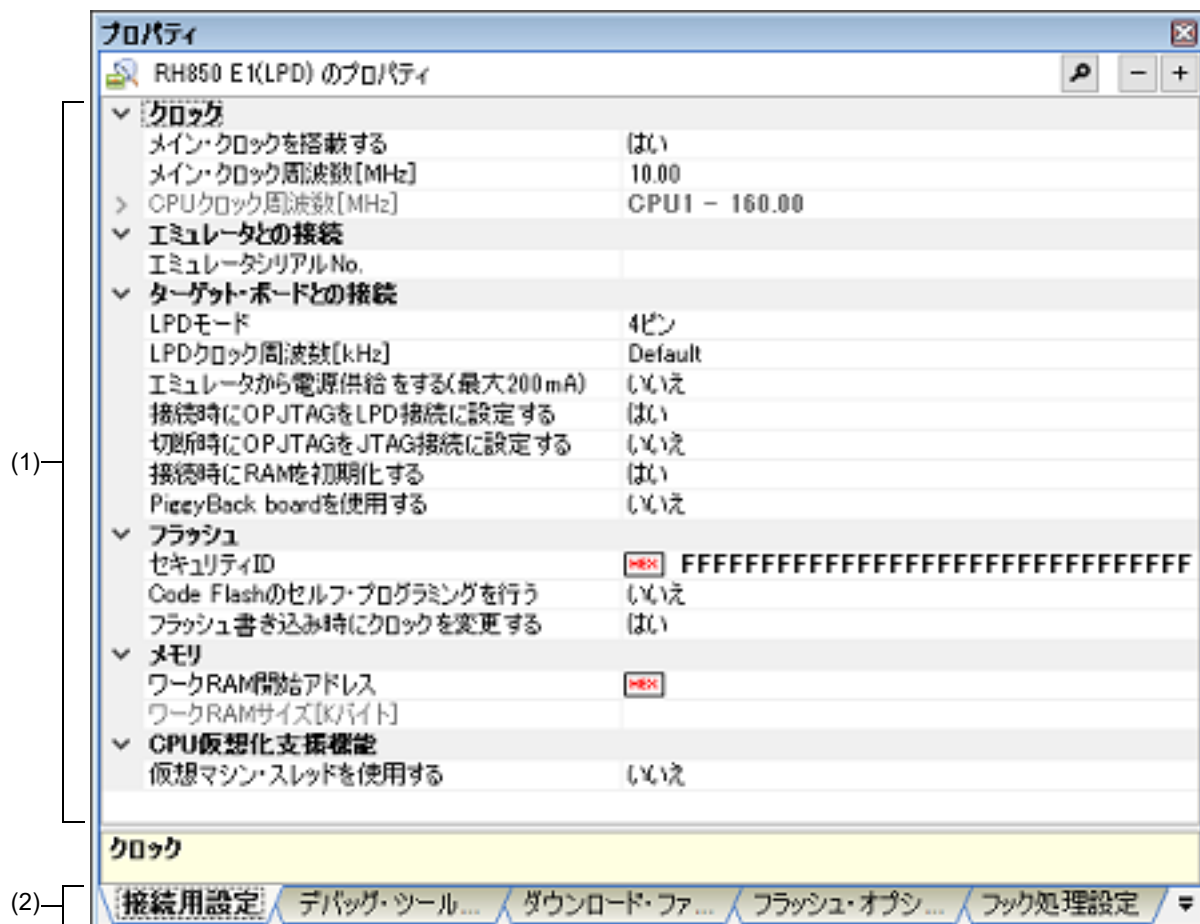 プロパティ
RH850 E1(LPD) のプロパティ
クロック
メイン・クロックを搭載する はい
メイン・クロック周波数[MHz] 10.00
CPUクロック周波数[MHz] CPU1 - 160.00
エミュレータとの接続
エミュレータシリアルNo.
ターゲット・ボードとの接続
LPDモード 4ピン
LPDクロック周波数[kHz] Default
エミュレータから電源供給をする(最大200mA) いいえ
接続時にOPJTAGをLPD接続に設定する はい
切断時にOPJTAGをJTAG接続に設定する いいえ
(1)
接続時にRAMを初期化する はい
PiggyBack boardを使用する いいえ
フラッシュ
セキュリティID HEX FFFFFFFFFFFFFFFFFFFFFFFFFFFFFFFF
Code Flashのセルフ・プログラミングを行う いいえ
フラッシュ書き込み時にクロックを変更する はい
メモリ
ワークRAM開始アドレス HEX
ワークRAMサイズ[Kバイト]
CPU仮想化支援機能
仮想マシン・スレッドを使用する いいえ
クロック
(2)
接続用設定 デバッグ・ツール... ダウンロード・ファ... フラッシュ・オプシ... フック処理設定